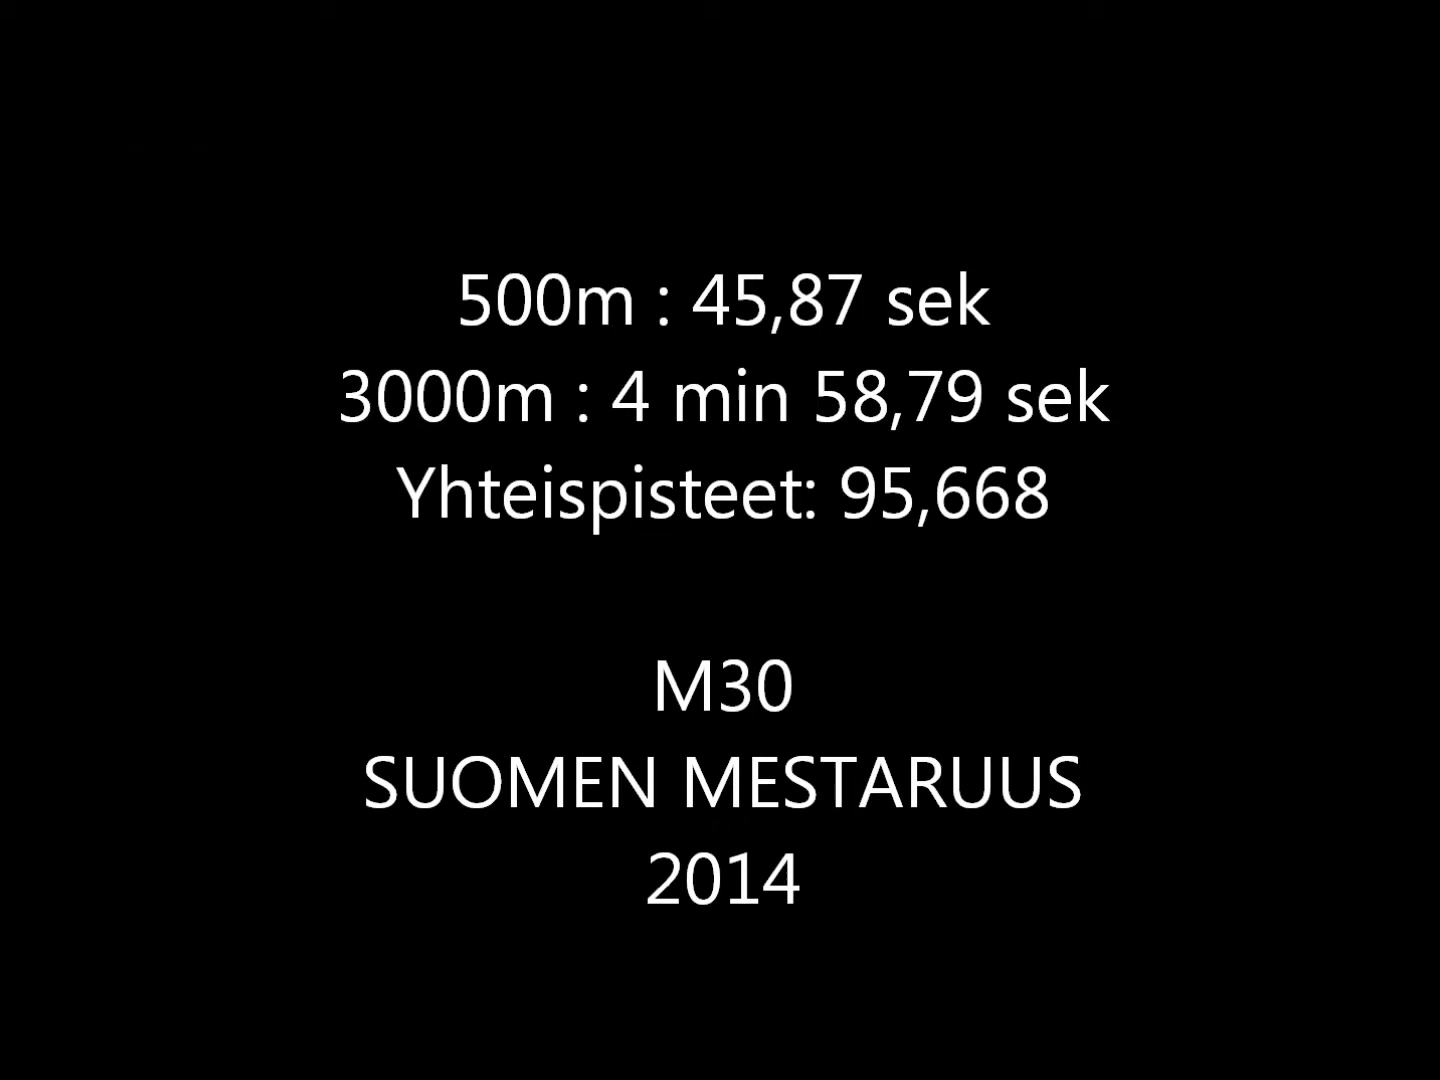 500m : 45,87 sek
3000m : 4 min 58,79 sek
Yhteispisteet: 95,668
M30
SUOMEN MESTARUUS
2014